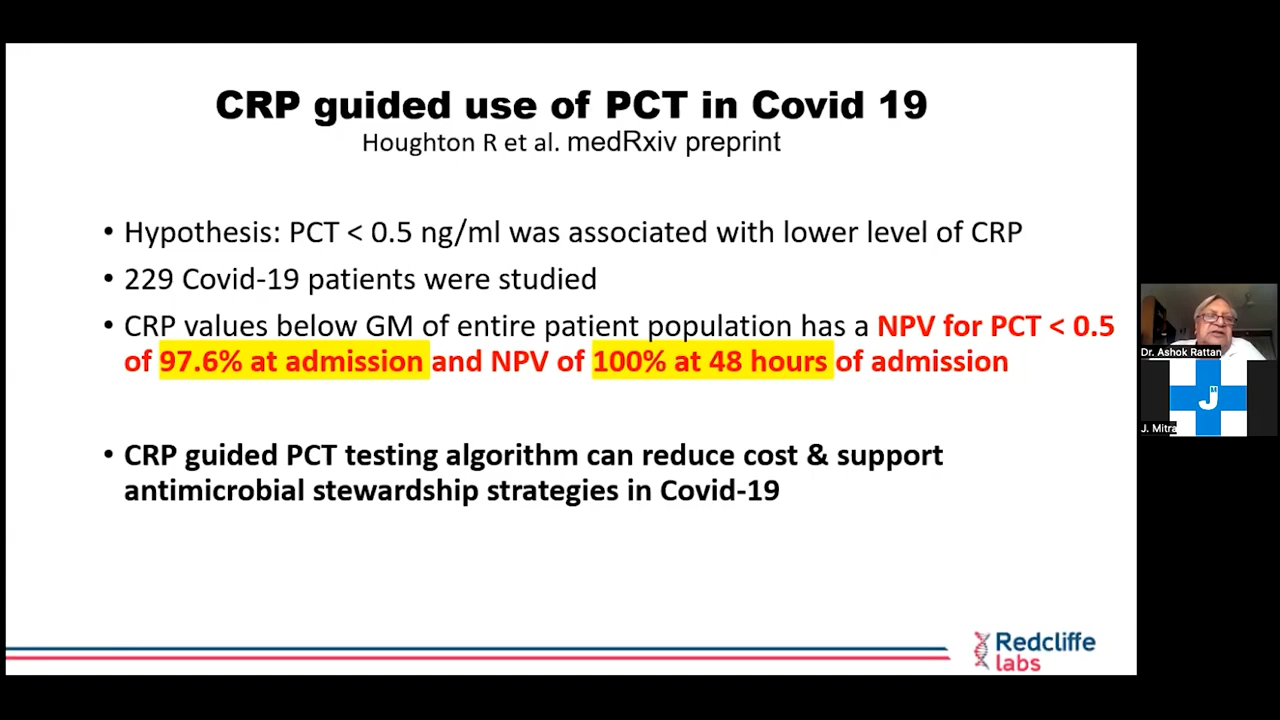 CRP guided use of PCT in Covid 19
Houghton R et al. medRxiv preprint
• Hypothesis: PCT < 0.5 ng/ml was associated with lower level of CRP
• 229 Covid-19 patients were studied
• CRP values below GM of entire patient population has a NPV for PCT < 0.5
of 97.6% at admission and NPV of 100% at 48 hours of admission
• CRP guided PCT testing algorithm can reduce cost & support
antimicrobial stewardship strategies in Covid-19
Redcliffe
labs
Dr. Ashok Rattan
J M
J. Mitra